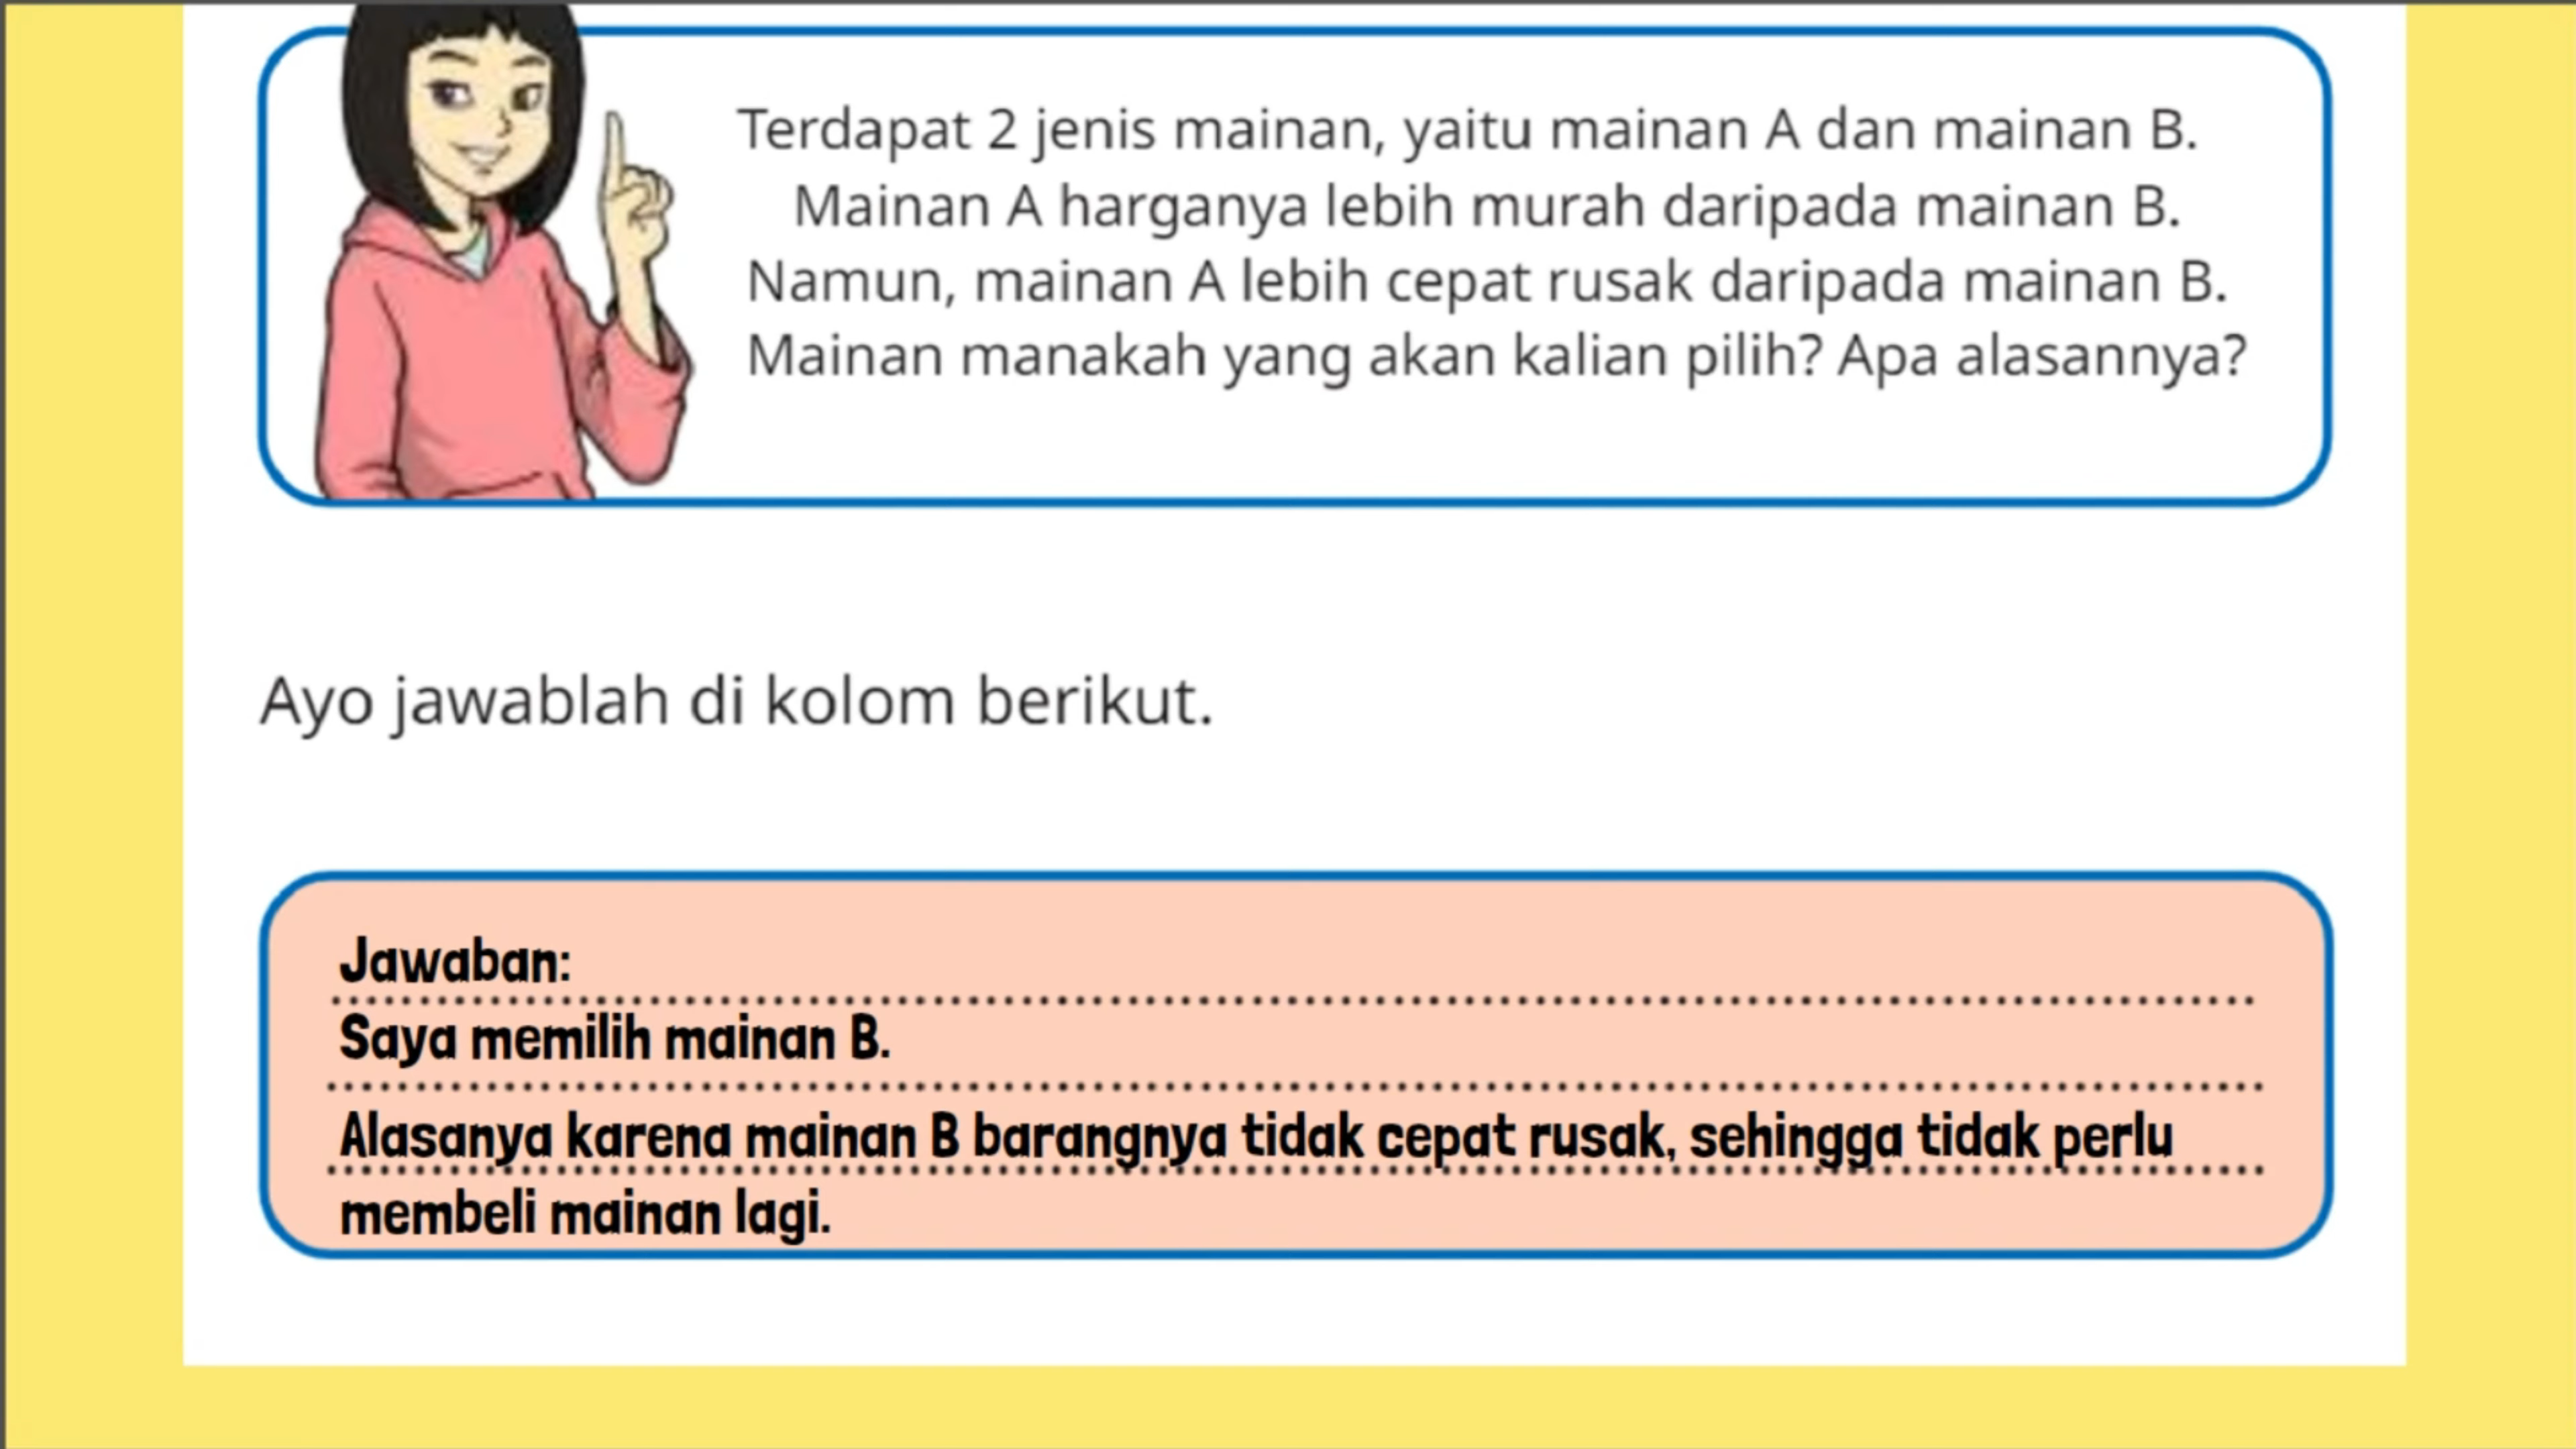 Terdapat 2 jenis mainan, yaitu mainan A dan mainan B.
Mainan A harganya lebih murah daripada mainan B.
Namun, mainan A lebih cepat rusak daripada mainan B.
Mainan manakah yang akan kalian pilih? Apa alasannya?
Ayo jawablah di kolom berikut.
Jawaban:
Saya memilih mainan B.
Alasanya karena mainan B barangnya tidak cepat rusak, sehingga tidak perlu
membeli mainan lagi.